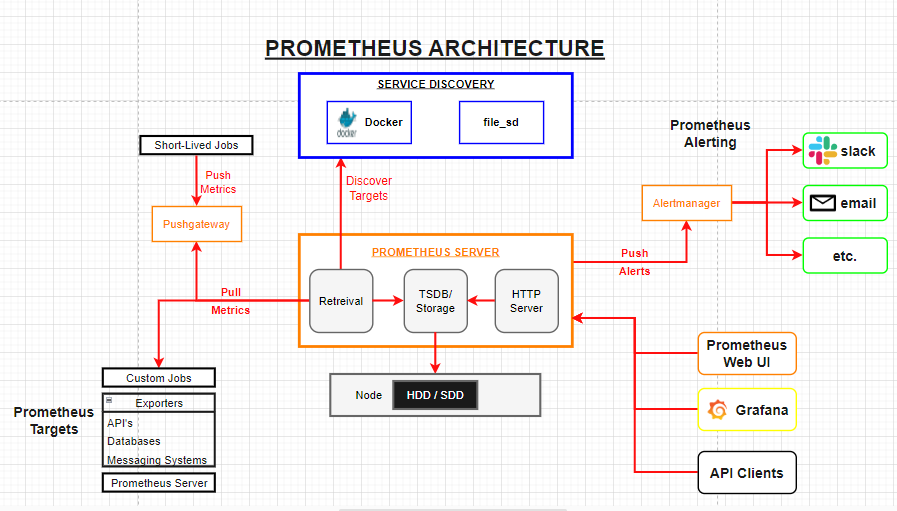 PROMETHEUS ARCHITECTURE
SERVICE DISCOVERY
docker
Docker
file_sd
Short-Lived Jobs
Push
Metrics
Pushgateway
Discover
Targets
Prometheus
Alerting
slack
Alertmanager
email
etc.
PROMETHEUS SERVER
Push
Alerts
Pull
Metrics
Retreival
TSDB/
Storage
HTTP
Server
Prometheus
Web UI
Custom Jobs
Node
HDD / SDD
Prometheus
Targets
Exporters
API's
Databases
Messaging Systems
Prometheus Server
Grafana
API Clients